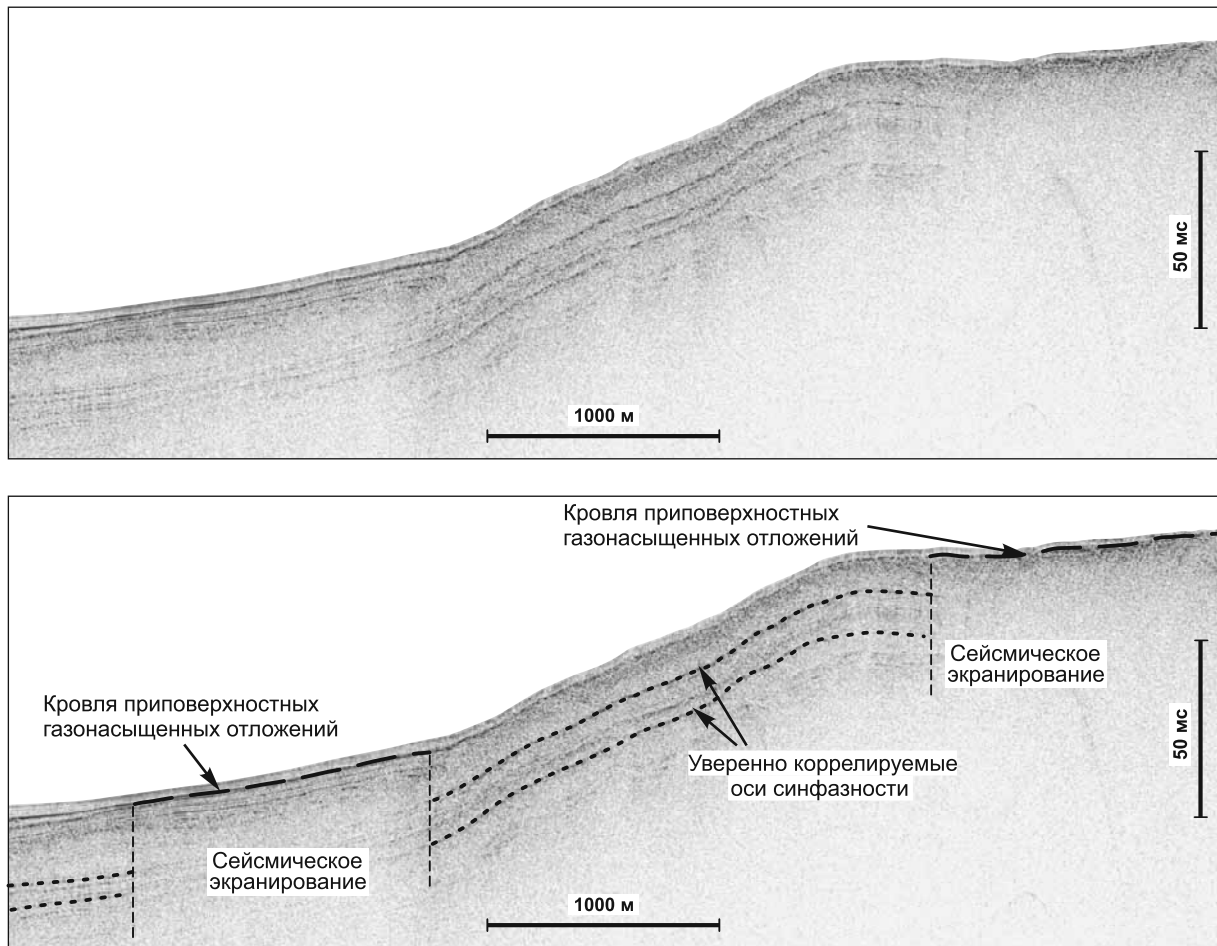 50 мс
1000 м
Кровля приповерхностных
газонасыщенных отложений
Сейсмическое
экранирование
50 мс
Кровля приповерхностных
газонасыщенных отложений
Уверенно коррелируемые
оси синфазности
Сейсмическое
экранирование
1000 м